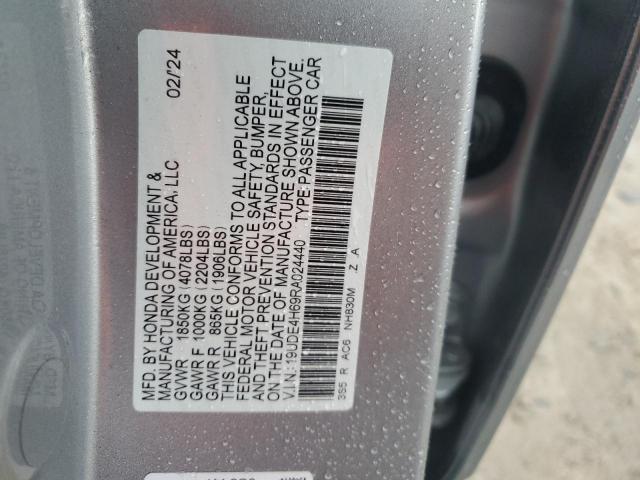 MFD. BY HONDA DEVELOPMENT & 02/'24
MANUFACTURING OF AMERICA, LLC
GVWR 1850KG (4078LBS)
GAWR F 1000KG (2204LBS)
GAWR R 865KG (1906LBS)
THIS VEHICLE CONFORMS TO ALL APPLICABLE
FEDERAL MOTOR VEHICLE SAFETY, BUMPER,
AND THEFT PREVENTION STANDARDS IN EFFECT
ON THE DATE OF MANUFACTURE SHOWN ABOVE.
V.I.N.:19UDE4H69RA024440 TYPE:PASSENGER CAR
3S5 R AC6 NH830M Z A